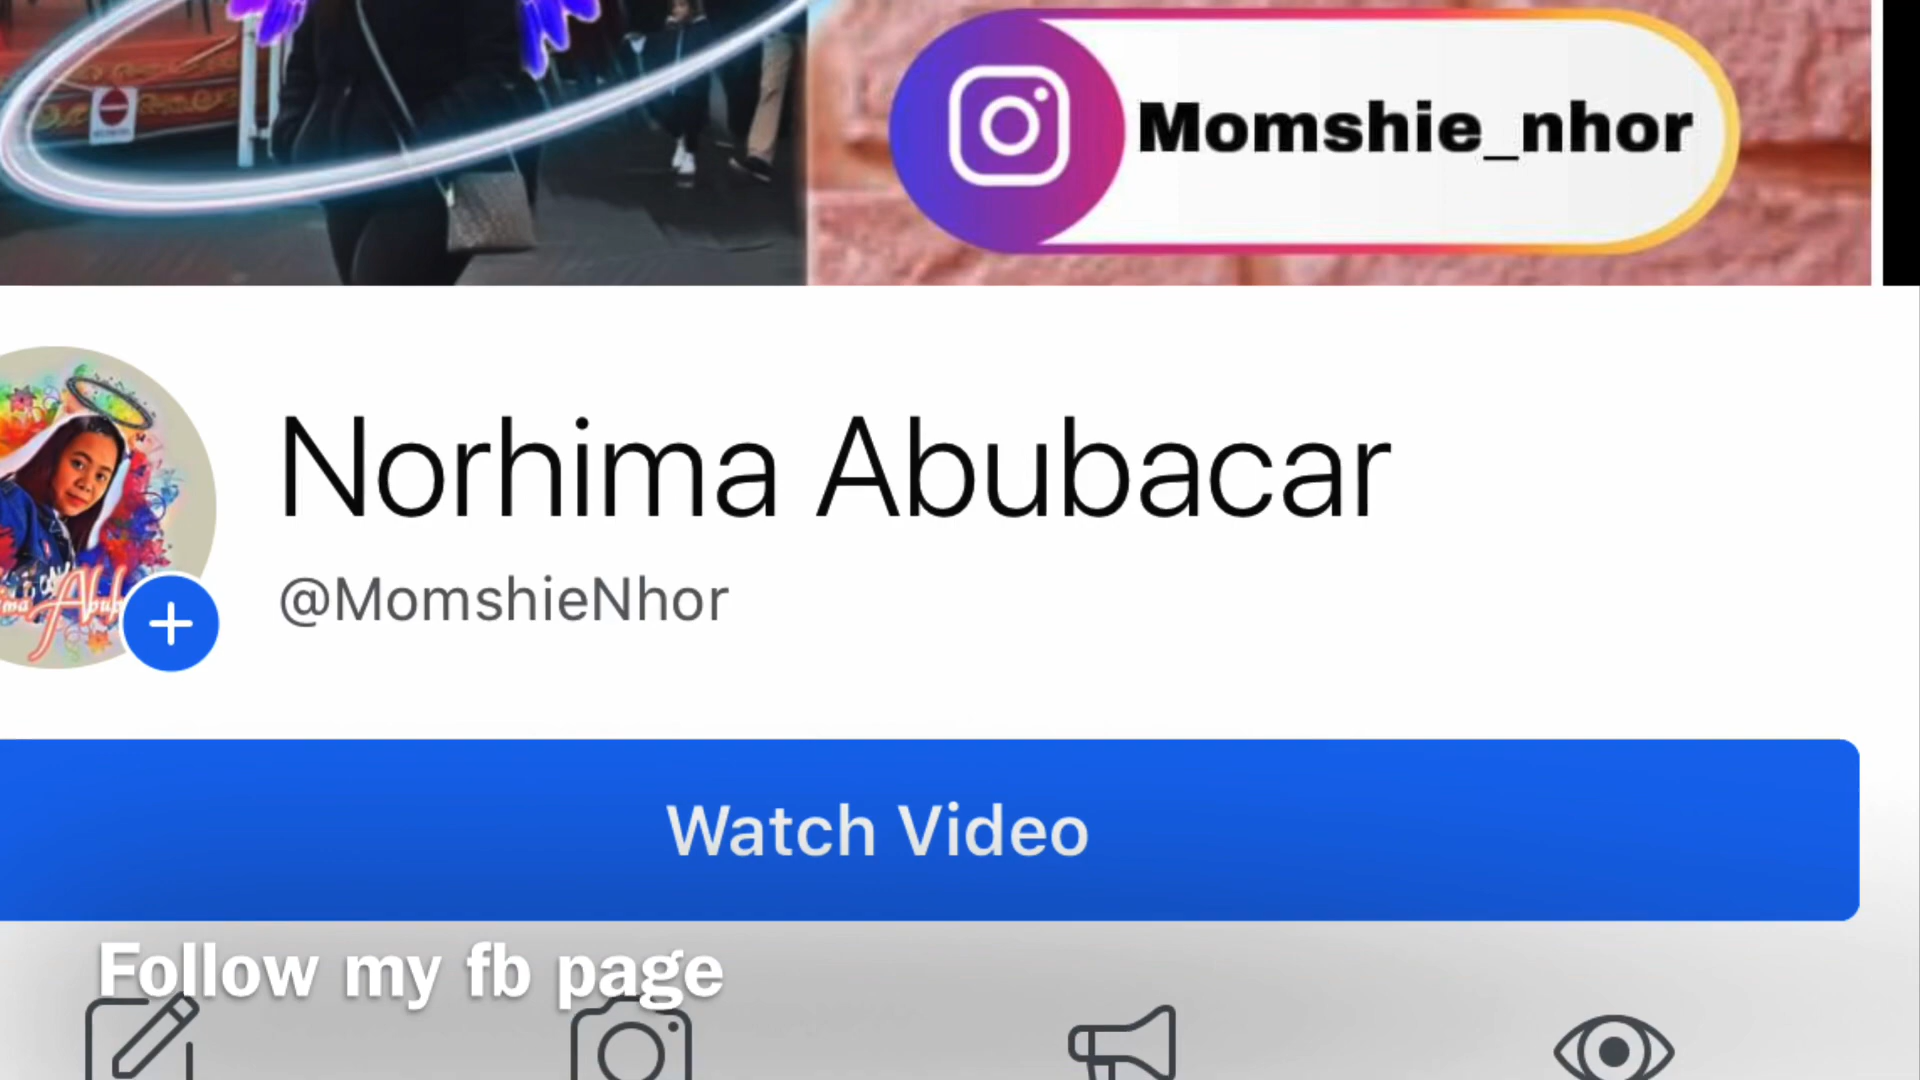 Momshie_nhor
Norhima Abubacar
@MomshieNhor
Watch Video
Follow my fb page